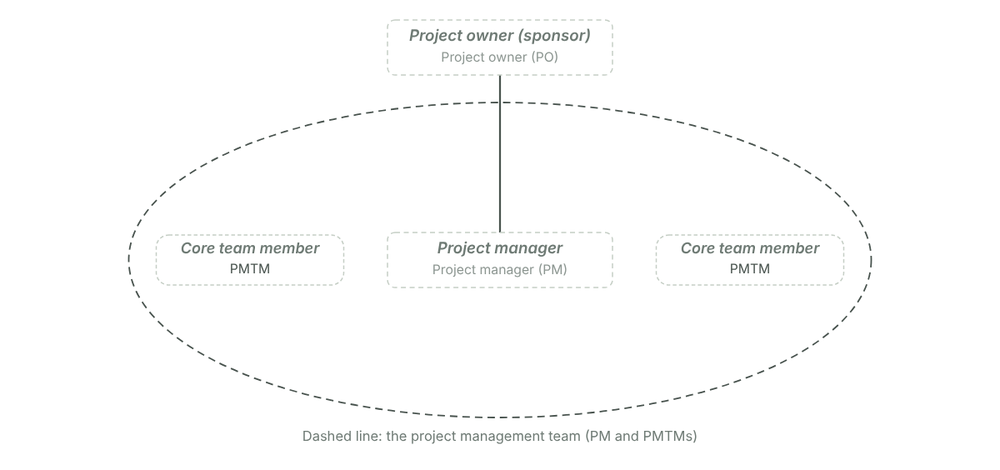 Project owner (sponsor)
Project owner (PO)
Core team member
PMTM
Project manager
Project manager (PM)
Core team member
PMTM
Dashed line: the project management team (PM and PMTMs)